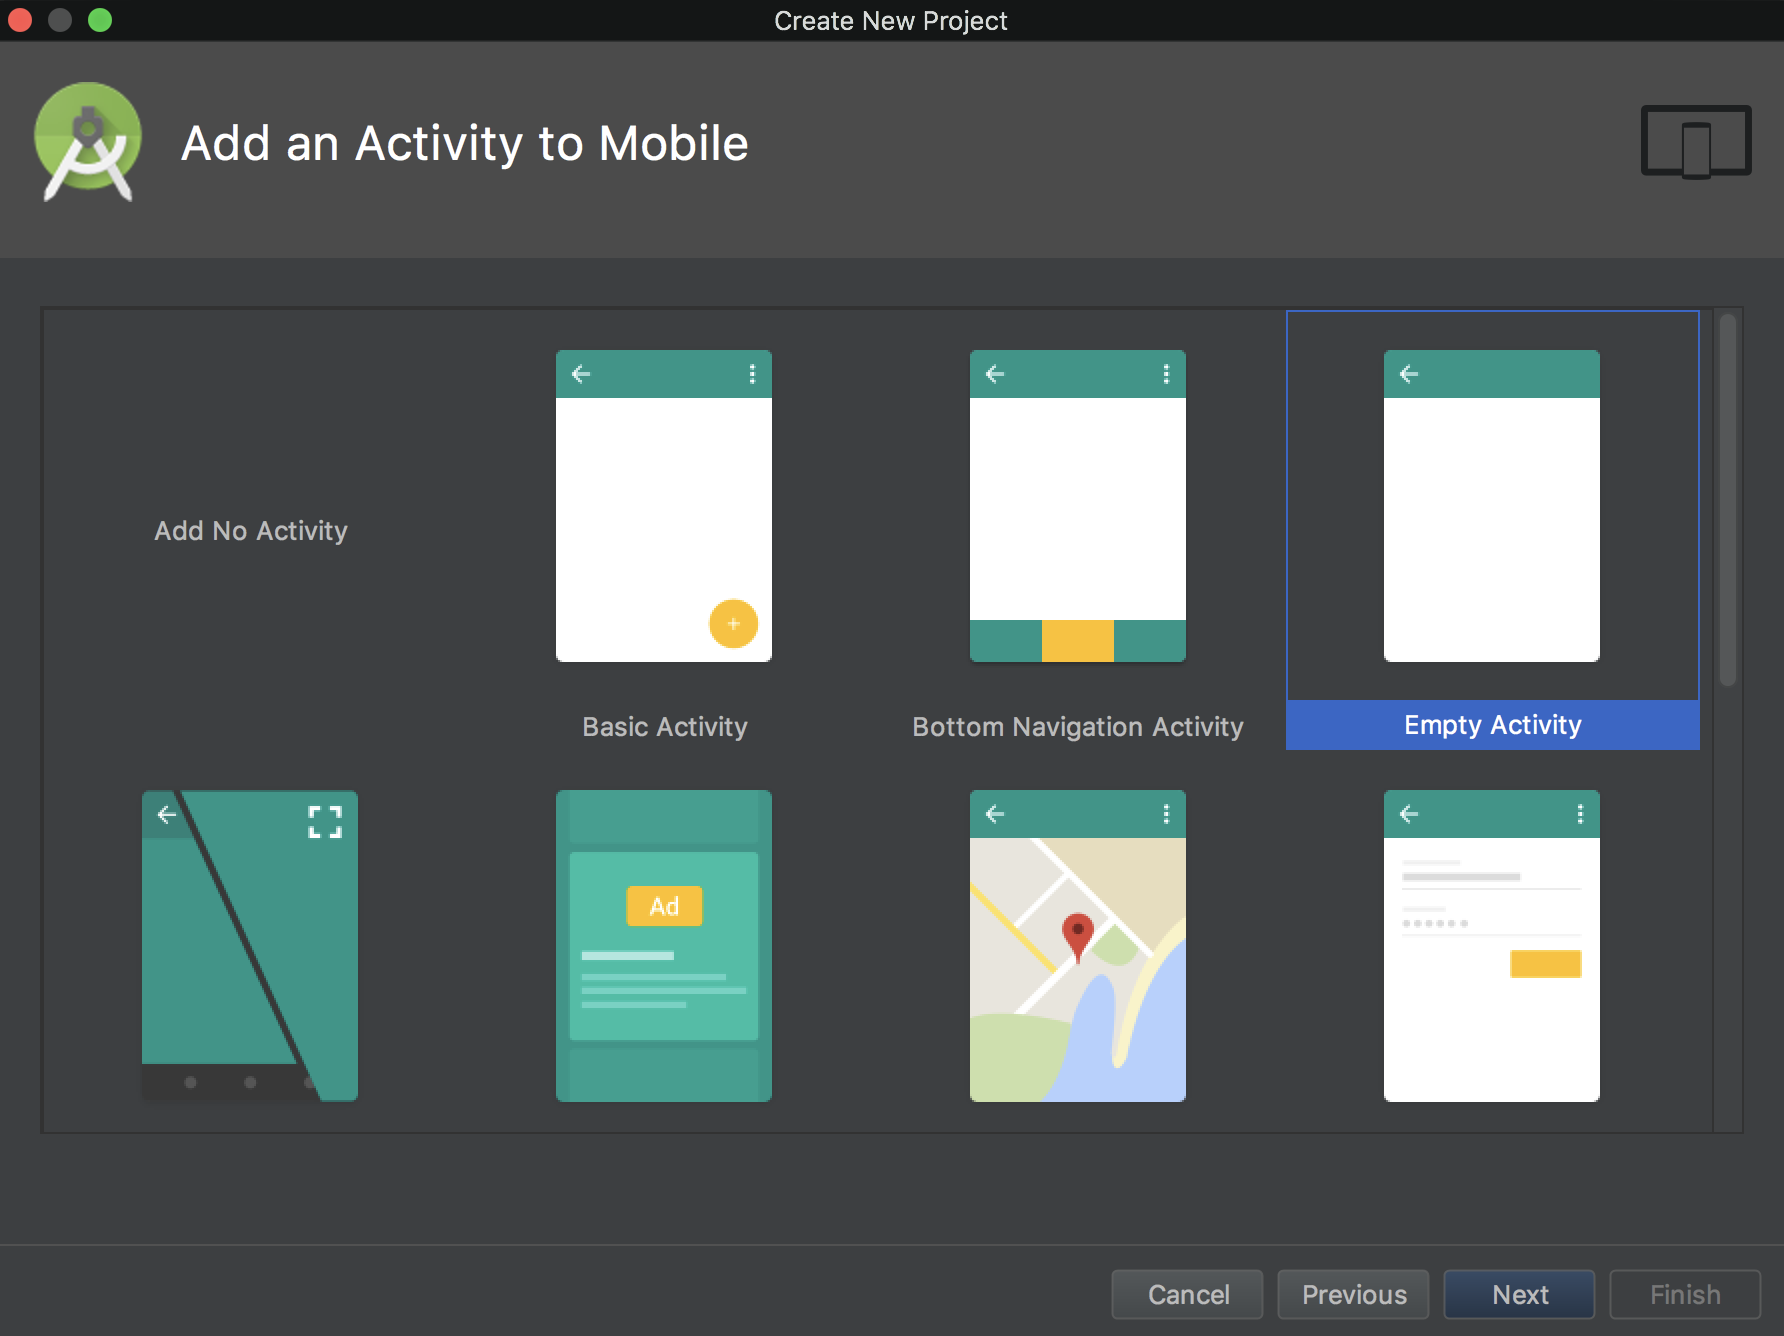 Create New Project
Add an Activity to Mobile
Add No Activity
Basic Activity
Bottom Navigation Activity
Empty Activity
Ad
Cancel
Previous
Next
Finish